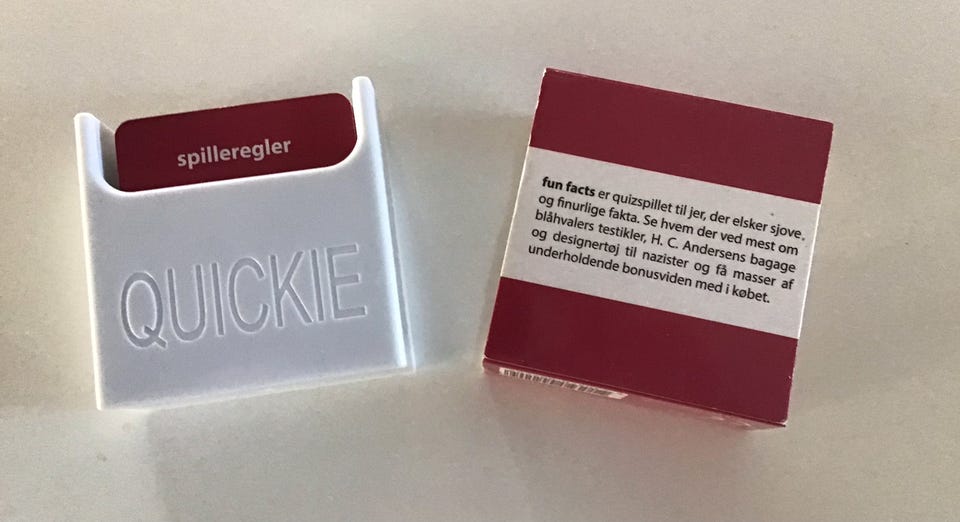 spilleregler
QUICKIE
fun facts er quizspillet til jer, der elsker sjove,
og finurlige fakta. Se hvem der ved mest om
blåhvalers testikler, H. C. Andersens bagage
og designertøj til nazister og få masser af
underholdende bonusviden med i købet.